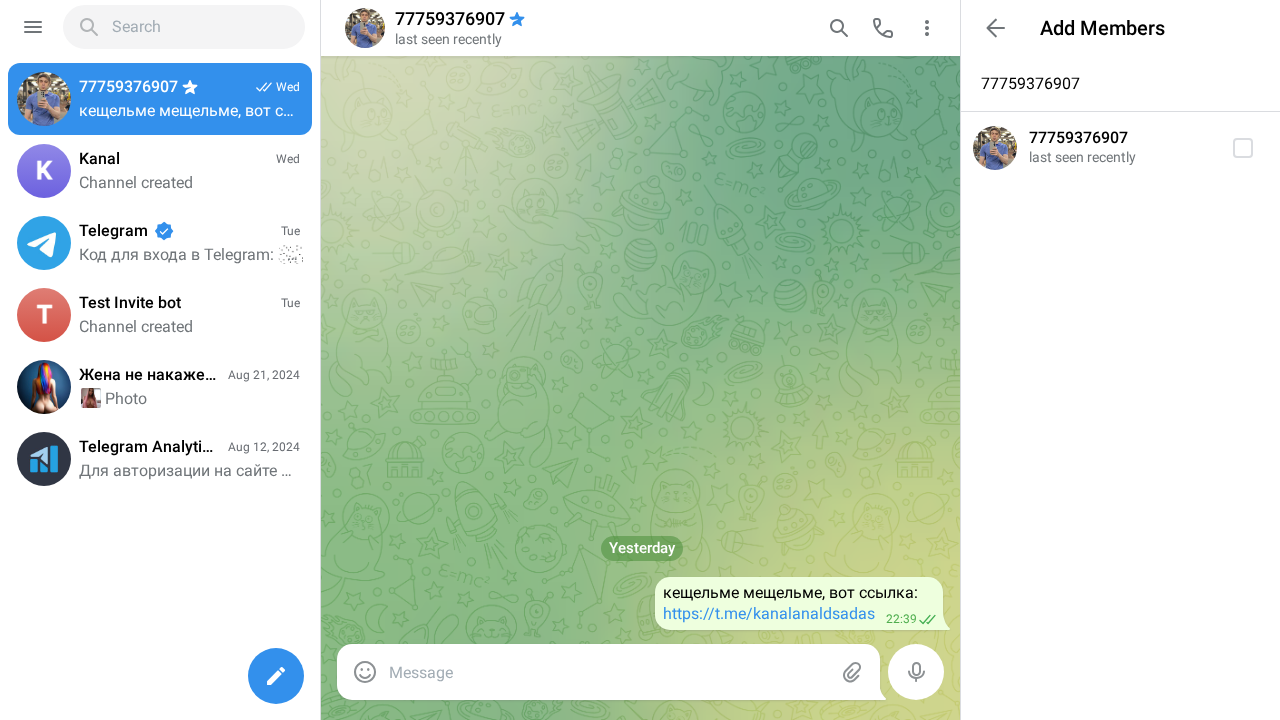 Search
77759376907
Wed
кещельме мещельме, вот с...
Kanal
Wed
Channel created
Telegram
Tue
Код для входа в Telegram:
Test Invite bot
Tue
Channel created
Жена не накаже...
Aug 21, 2024
Photo
Telegram Analyti...
Aug 12, 2024
Для авторизации на сайте ...
77759376907
last seen recently
Yesterday
кещельме мещельме, вот ссылка:
https://t.me/kanalanaldsadas
22:39
Message
Add Members
77759376907
77759376907
last seen recently
K
T